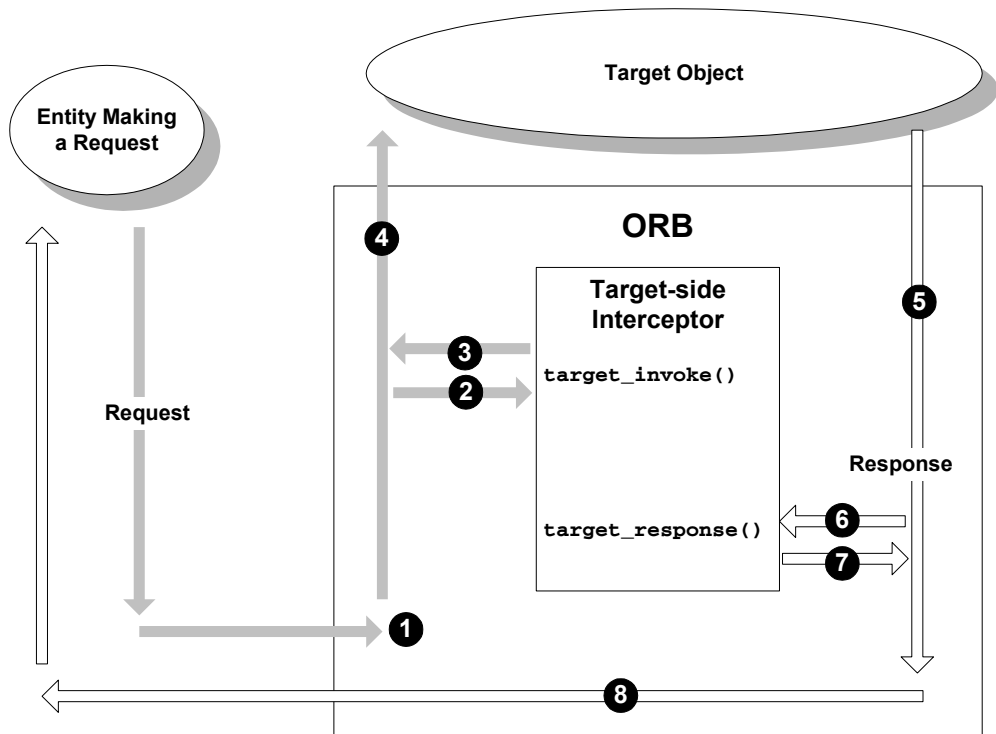 Target Object
Entity Making
a Request
ORB
4
Target-side
Interceptor
5
3
target_invoke()
2
Request
Response
6
target_response()
7
1
8